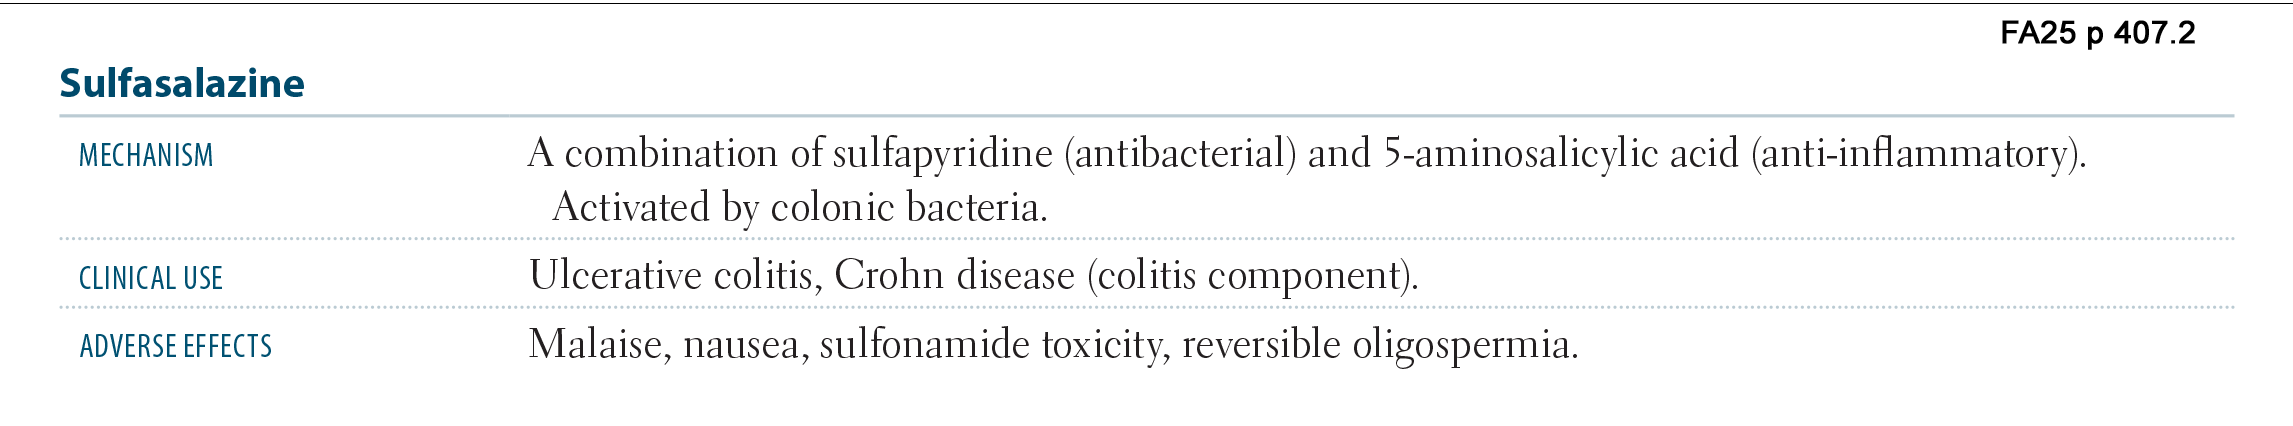 FA25 p 407.2
Sulfasalazine
MECHANISM
A combination of sulfapyridine (antibacterial) and 5-aminosalicylic acid (anti-inflammatory).
Activated by colonic bacteria.
CLINICAL USE
Ulcerative colitis, Crohn disease (colitis component).
ADVERSE EFFECTS
Malaise, nausea, sulfonamide toxicity, reversible oligospermia.